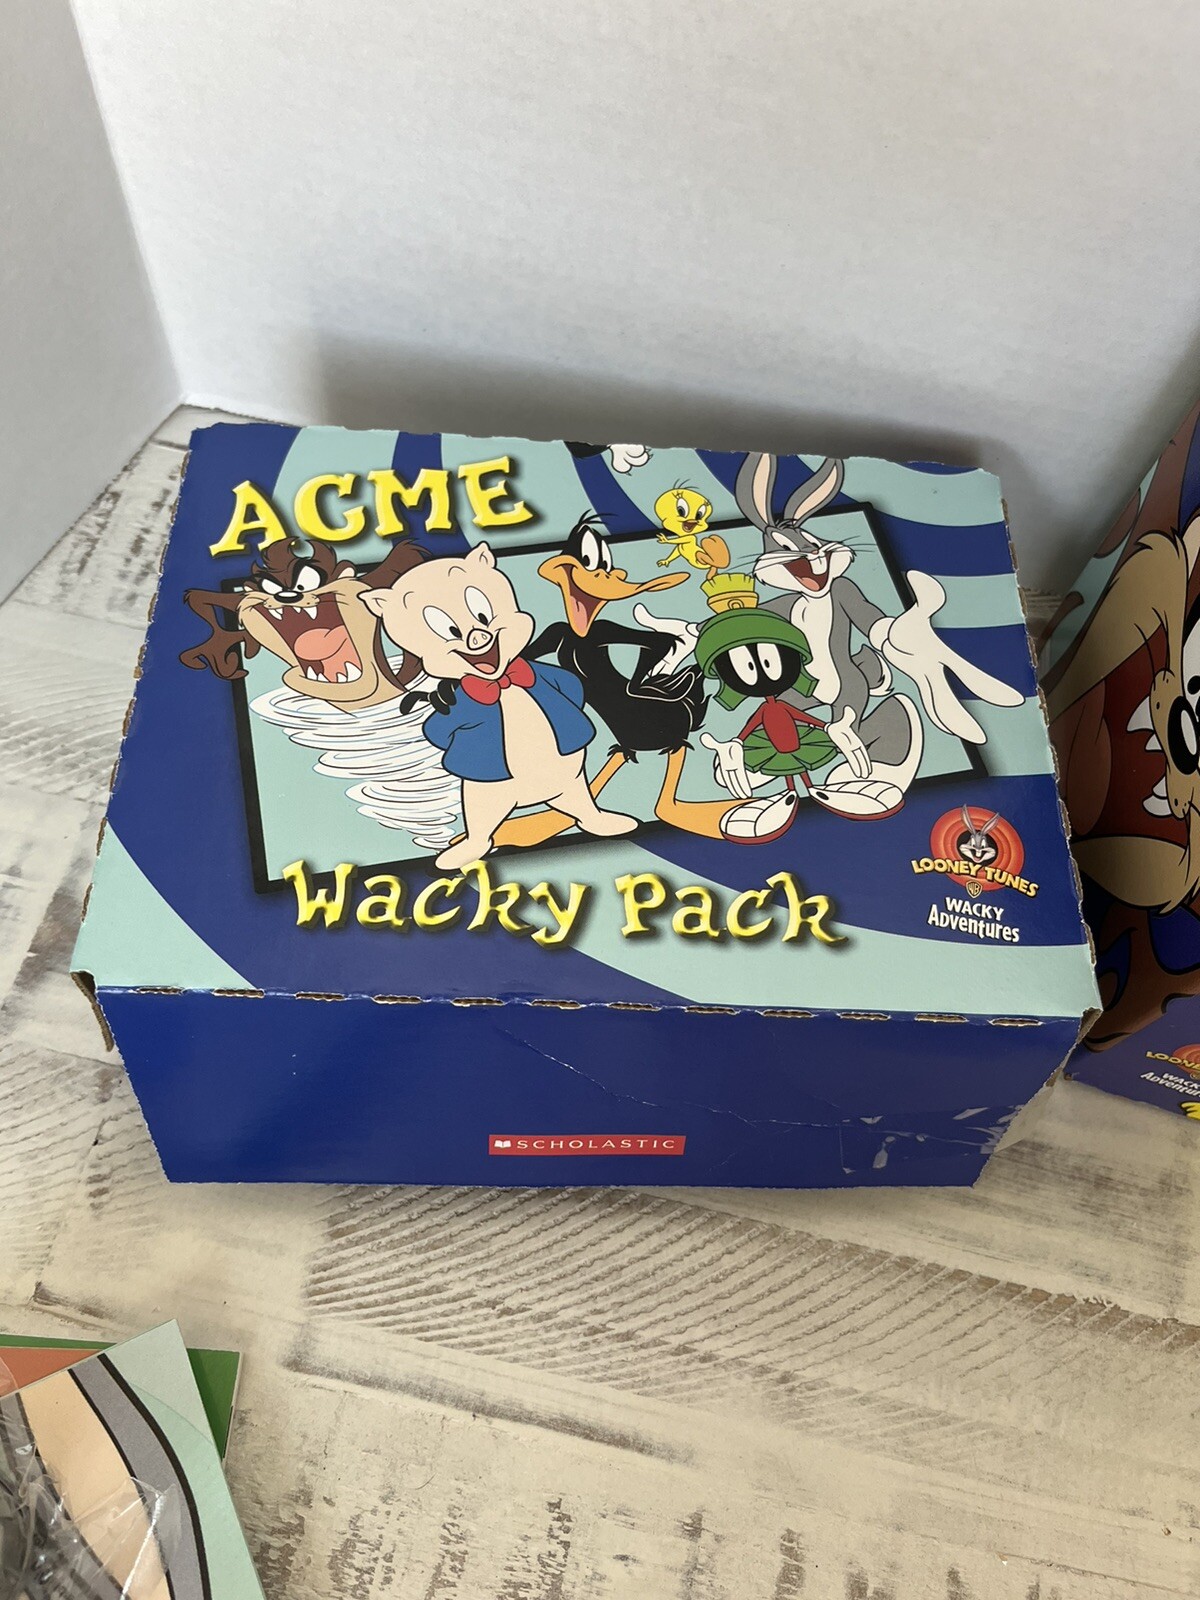 ACME
Wacky Pack
LOONEY TUNES
WB
WACKY
Adventures
SCHOLASTIC